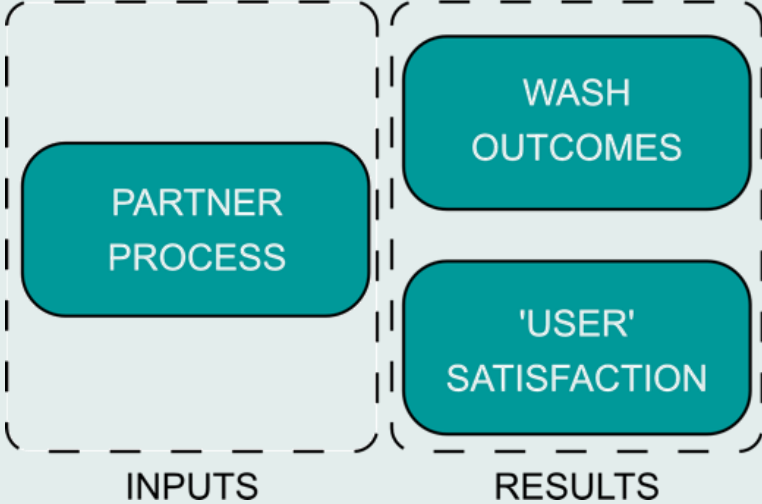 PARTNER
PROCESS
INPUTS
WASH
OUTCOMES
'USER'
SATISFACTION
RESULTS